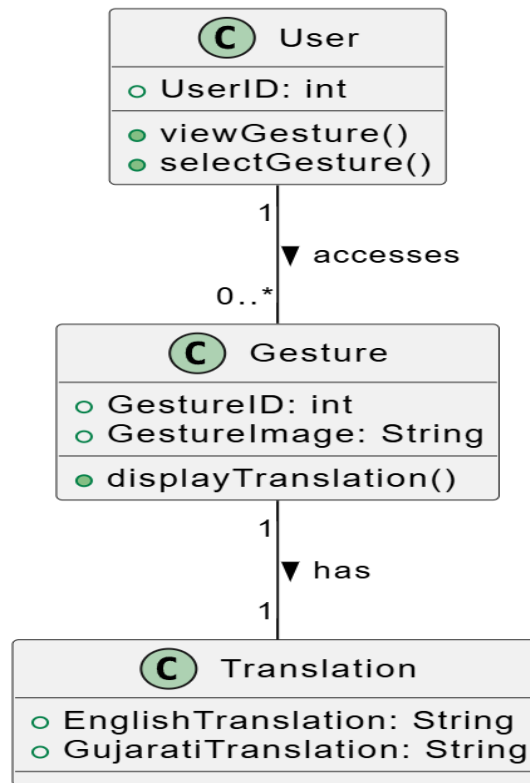 C User
UserID: int
viewGesture()
selectGesture()
1
accesses
0..*
C Gesture
GestureID: int
GestureImage: String
displayTranslation()
1
has
1
C Translation
EnglishTranslation: String
GujaratiTranslation: String